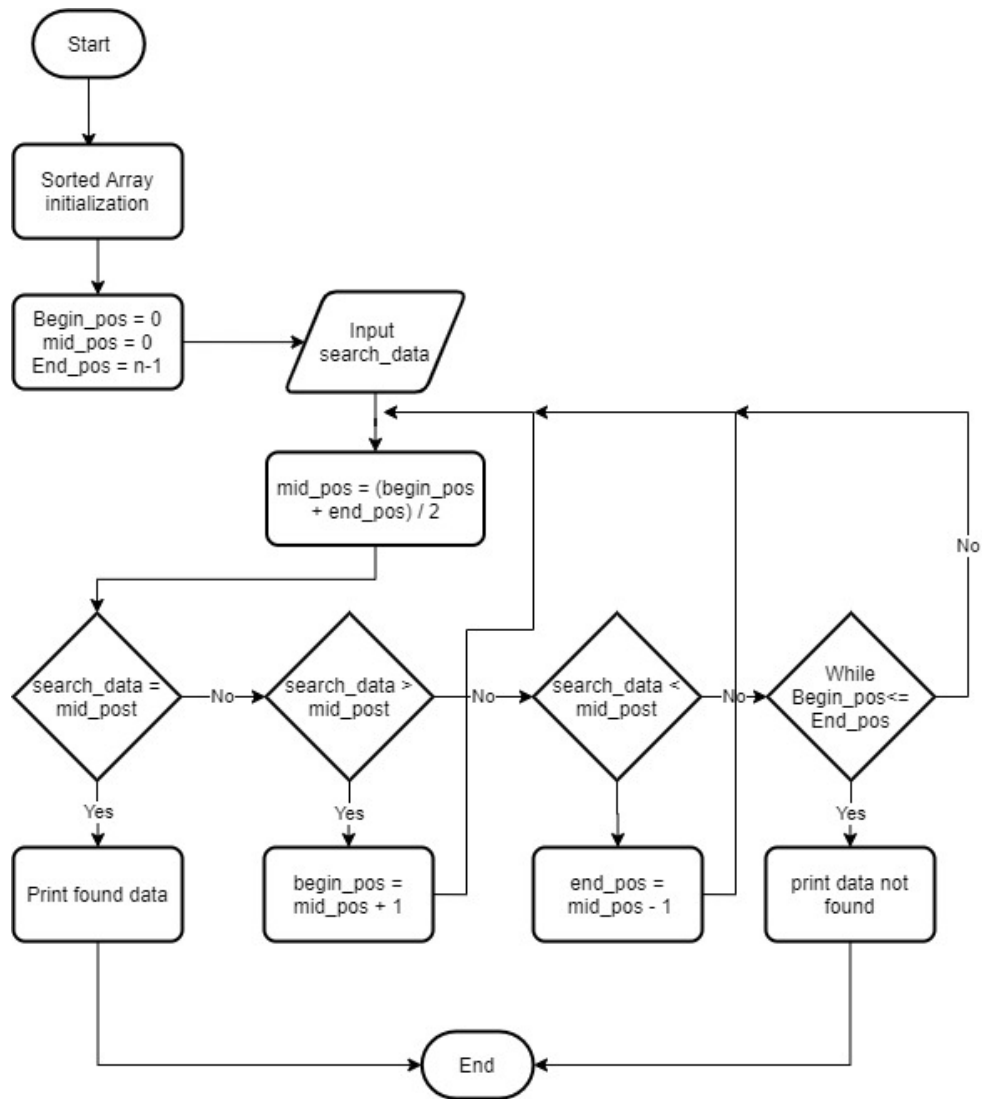 Start
Sorted Array
initialization
Begin_pos = 0
mid_pos = 0
End_pos = n-1
Input
search_data
mid_pos = (begin_pos
+ end_pos) / 2
No
search_data =
mid_post
No
search_data >
mid_post
No
search_data <
mid_post
No
While
Begin_pos<=
End_pos
Yes
Yes
Yes
Print found data
begin_pos =
mid_pos + 1
end_pos =
mid_pos - 1
print data not
found
End